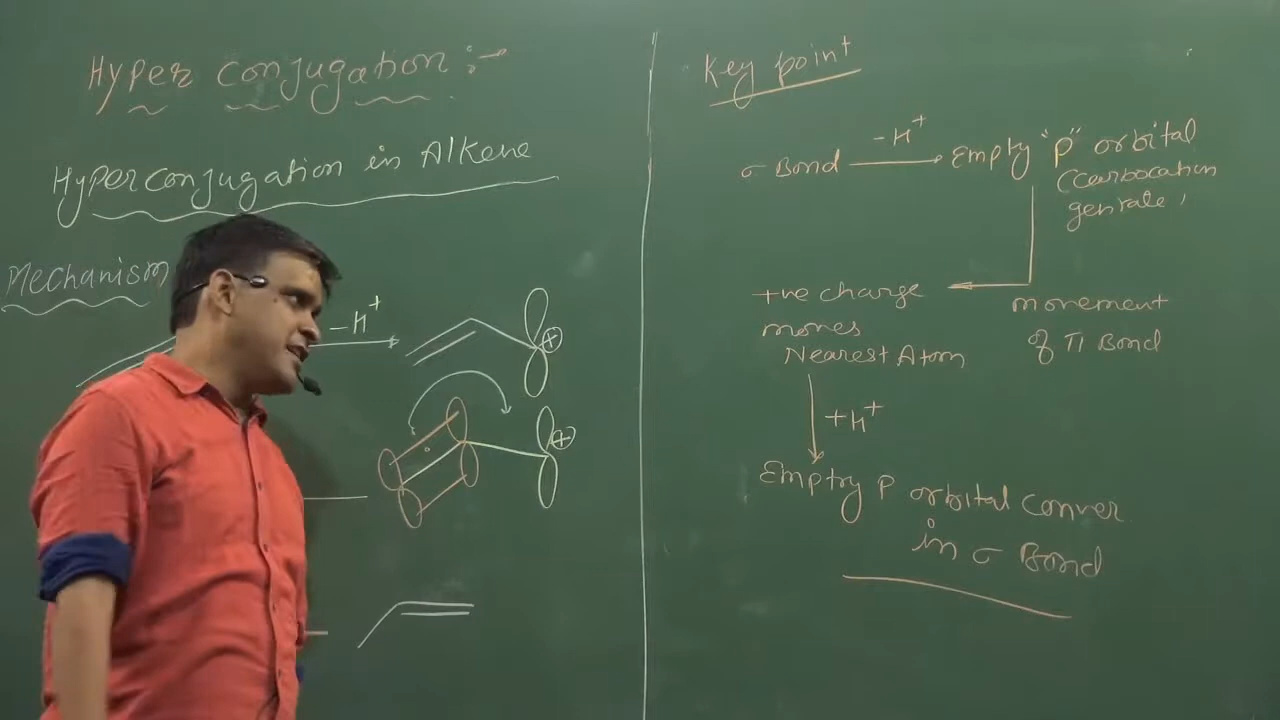 Hyper conjugation :-
Hyperconjugation in Alkene
Mechanism
-H+
+
+
Key point
σ Bond
-H+
Empty "P" orbital
(carbocation
genrate)
+ve charge
moves
Nearest Atom
movement
of π Bond
+H+
Emptry P orbital conver
in σ Bond